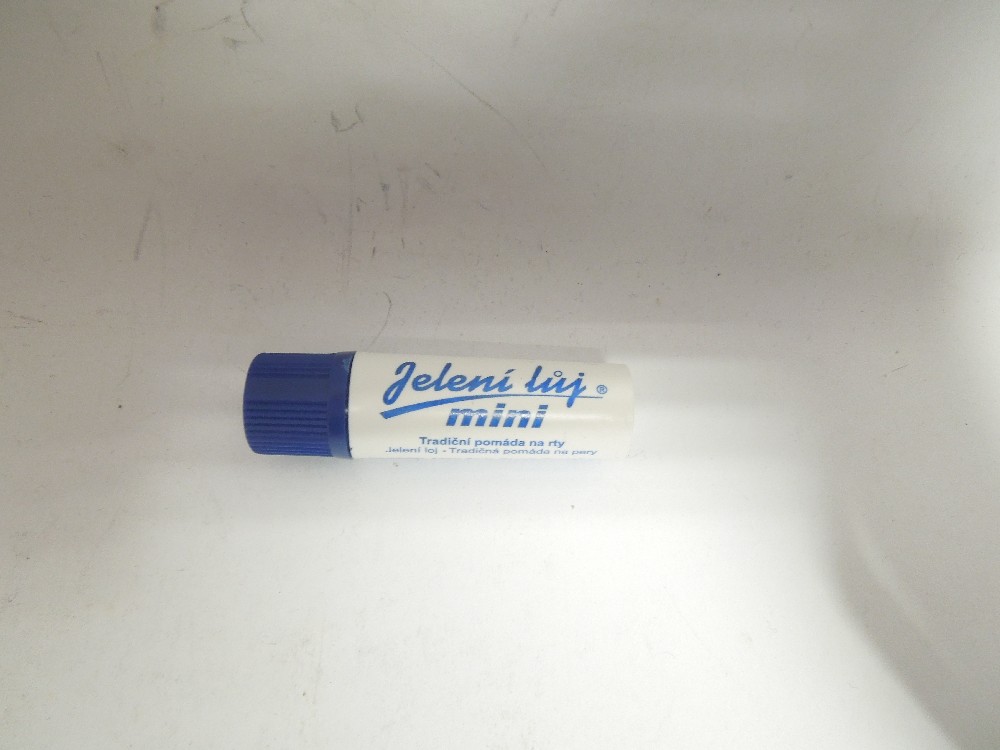 Jelení lůj ®
mini
Tradiční pomáda na rty
Jelení loj - Tradičná pomáda na pery